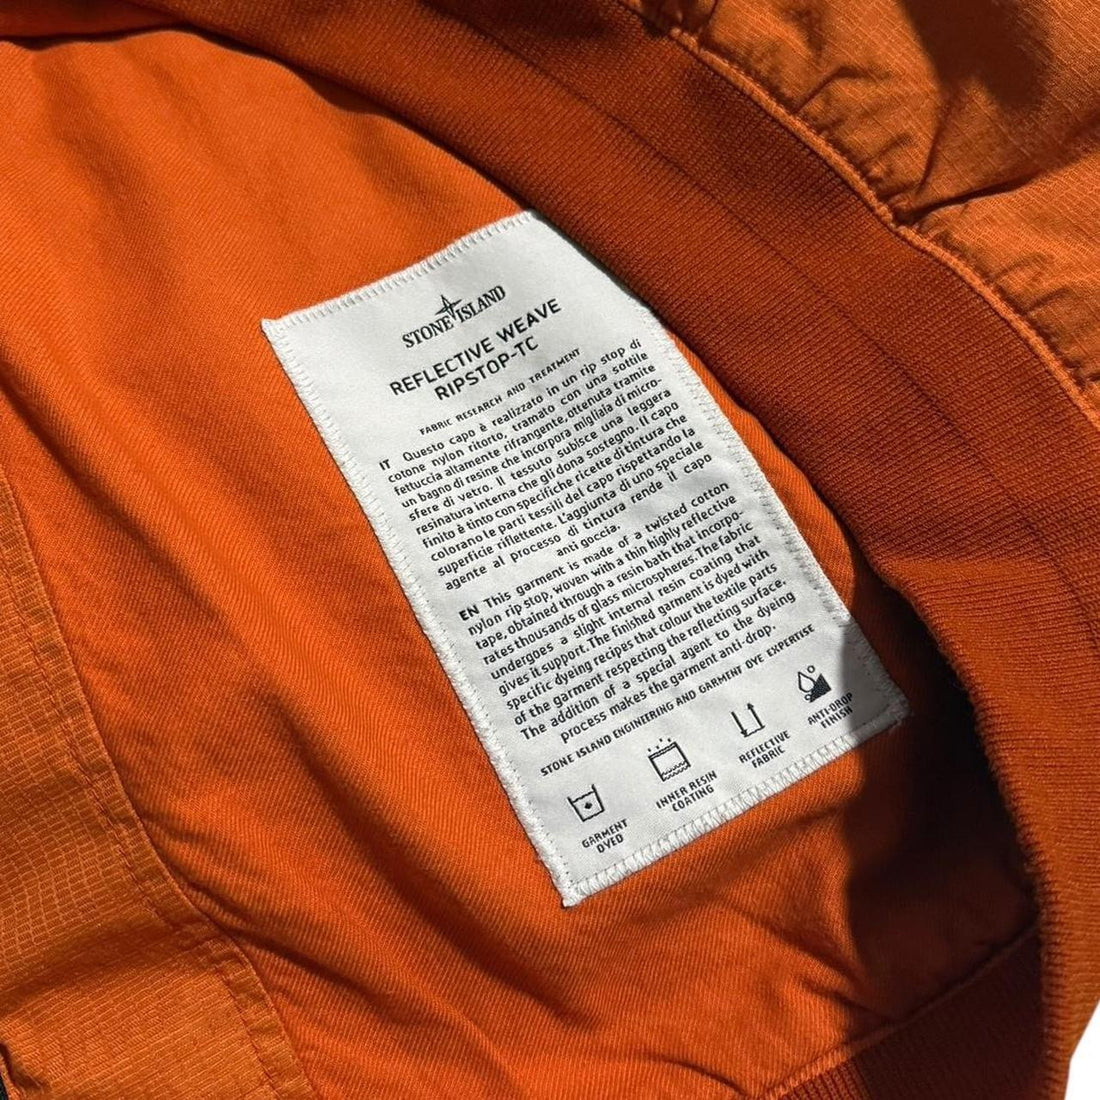 STONE ISLAND
REFLECTIVE WEAVE
RIPSTOP-TC
FABRIC RESEARCH AND TREATMENT
IT Questo capo è realizzato in un rip stop di
cotone nylon ritorto, tramato con una sottile
fettuccia altamente rifrangente, ottenuta tramite
un bagno di resine che incorpora migliaia di micro-
sfere di vetro. Il tessuto subisce una leggera
resinatura interna che gli dona sostegno. Il capo
finito è tinto con specifiche ricette di tintura che
colorano le parti tessili del capo rispettando la
superficie riflettente. L'aggiunta di uno speciale
agente al processo di tintura rende il capo
anti goccia.
EN This garment is made of a twisted cotton
nylon rip stop, woven with a thin highly reflective
tape, obtained through a resin bath that incorpo-
rates thousands of glass microspheres. The fabric
undergoes a slight internal resin coating that
gives it support. The finished garment is dyed with
specific dyeing recipes that colour the textile parts
of the garment respecting the reflecting surface.
The addition of a special agent to the dyeing
process makes the garment anti-drop.
STONE ISLAND ENGINEERING AND GARMENT DYE EXPERTISE
GARMENT
DYED
INNER RESIN
COATING
REFLECTIVE
FABRIC
ANTI-DROP
FINISH